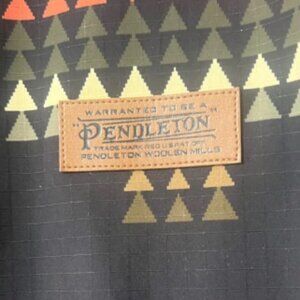 WARRANTED TO BE A
"PENDLETON"
TRADE MARK REG. U.S. PAT. OFF.
PENDLETON WOOLEN MILLS